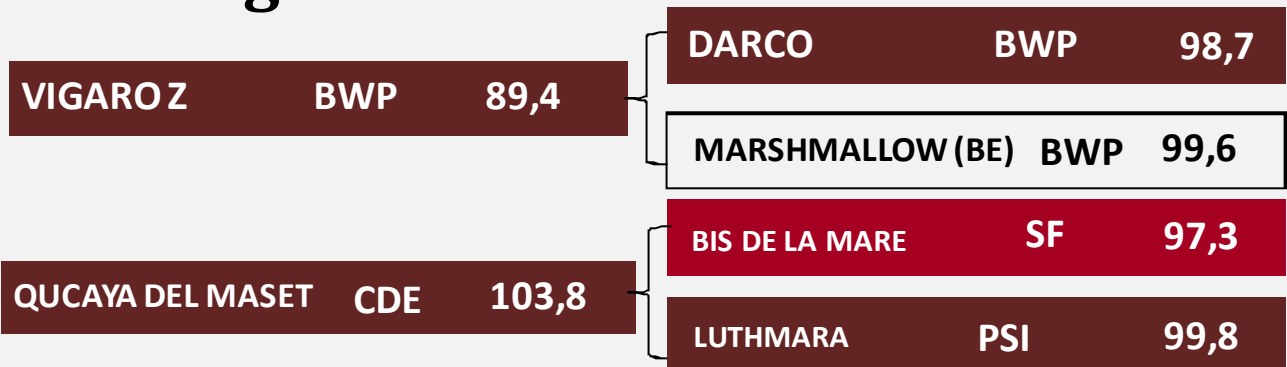 g
DARCO BWP 98,7
VIGARO Z BWP 89,4
MARSHMALLOW (BE) BWP 99,6
BIS DE LA MARE SF 97,3
QUCAYA DEL MASET CDE 103,8
LUTHMARA PSI 99,8